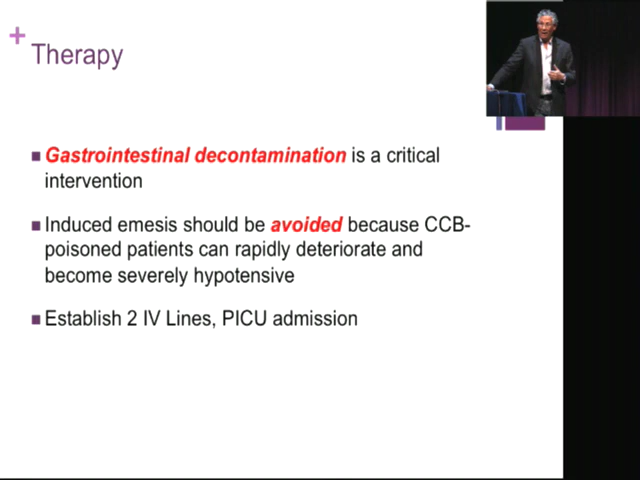 Therapy
Gastrointestinal decontamination is a critical
intervention
Induced emesis should be avoided because CCB-
poisoned patients can rapidly deteriorate and
become severely hypotensive
Establish 2 IV Lines, PICU admission